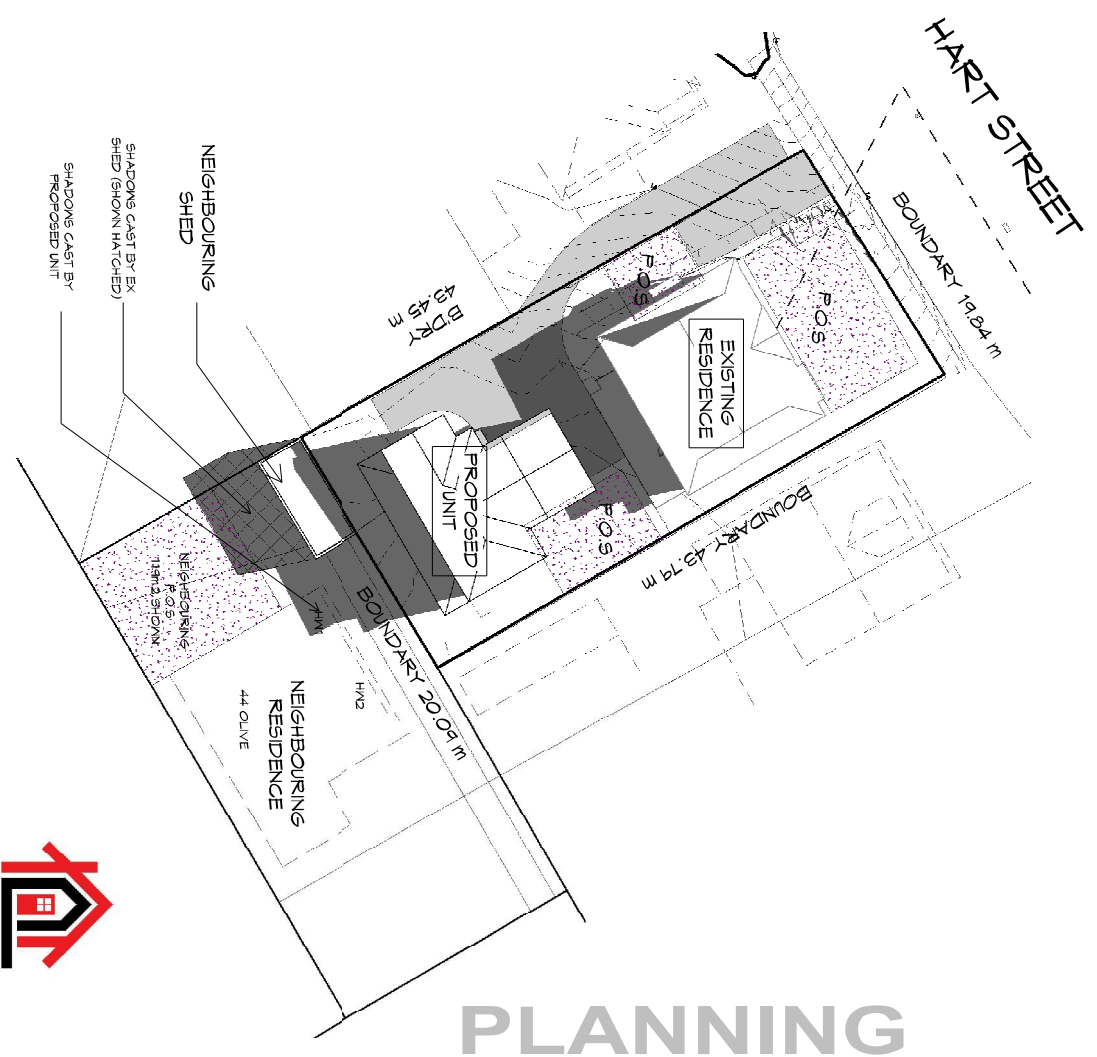 HART STREET
BOUNDARY 19.84 m
P.O.S
P.O.S
EXISTING
RESIDENCE
B'DRY
43.45 m
NEIGHBOURING
SHED
SHADOWS CAST BY EX
SHED (SHOWN HATCHED)
SHADOWS CAST BY
PROPOSED UNIT
PROPOSED
UNIT
P.O.S
BOUNDARY 43.79 m
NEIGHBOURING
P.O.S
HW1
BOUNDARY 20.09 m
HW2
NEIGHBOURING
RESIDENCE
44 OLIVE
PLANNING